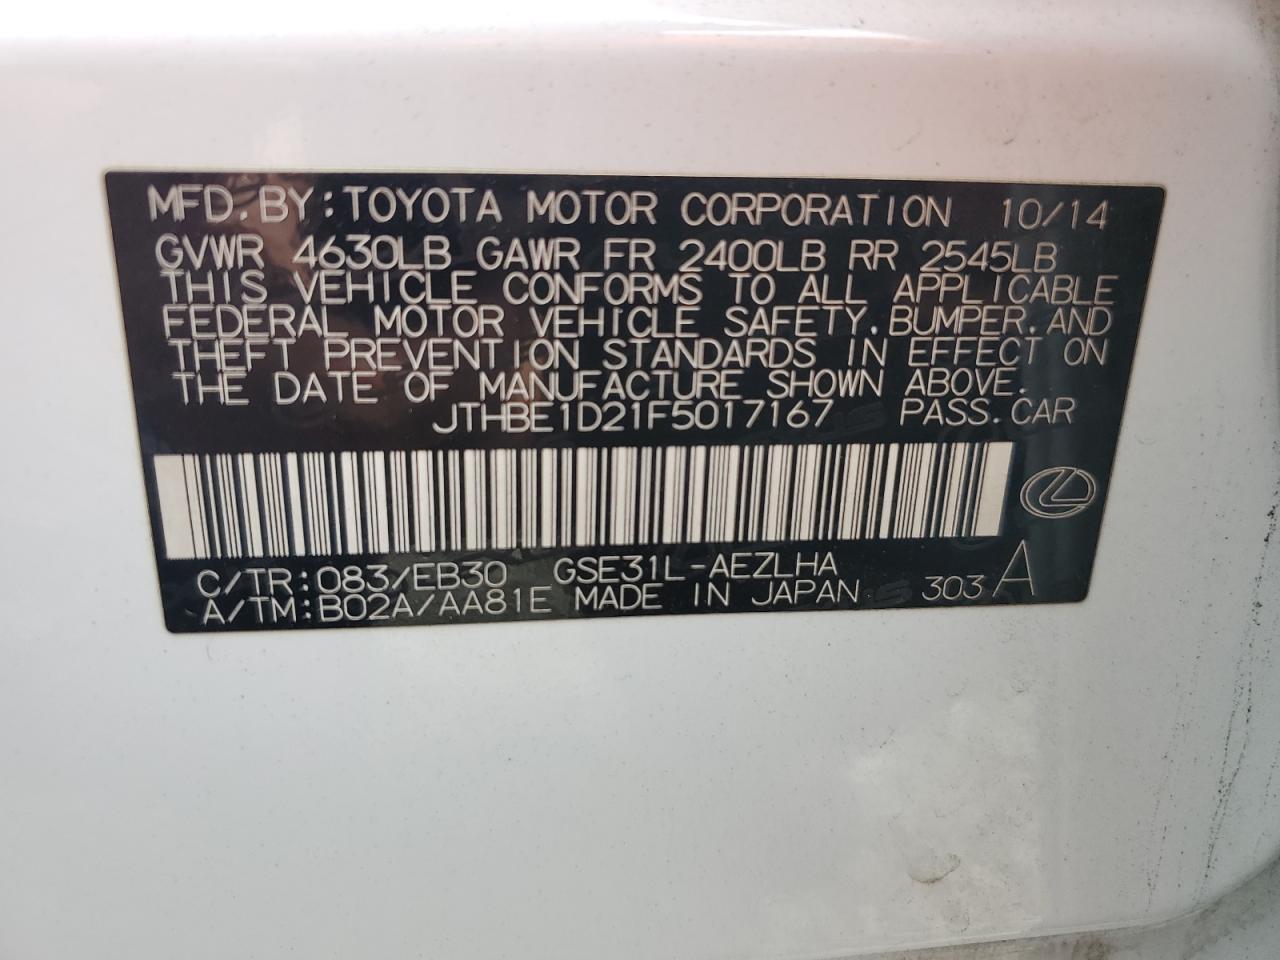 MFD.BY:TOYOTA MOTOR CORPORATION 10/14
GVWR 4630LB GAWR FR 2400LB RR 2545LB
THIS VEHICLE CONFORMS TO ALL APPLICABLE
FEDERAL MOTOR VEHICLE SAFETY,BUMPER,AND
THEFT PREVENTION STANDARDS IN EFFECT ON
THE DATE OF MANUFACTURE SHOWN ABOVE.
JTHBE1D21F5017167 PASS.CAR
C/TR:083/EB30 GSE31L-AEZLHA
A/TM:B02A/AA81E MADE IN JAPAN 303 A